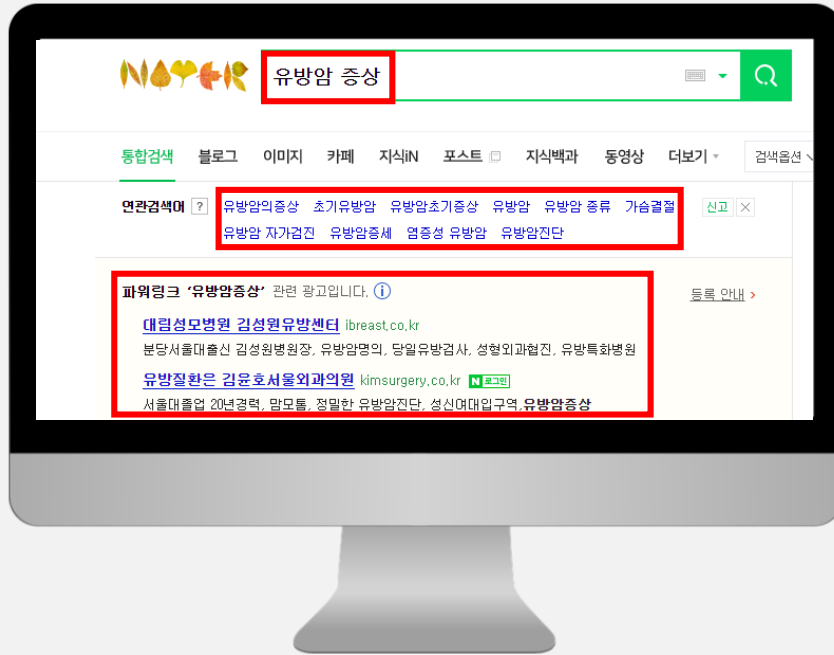 NAVER 유방암 증상
통합검색 블로그 이미지 카페 지식iN 포스트 지식백과 동영상 더보기 검색옵션
연관검색어 ? 유방암의증상 초기유방암 유방암초기증상 유방암 유방암 종류 가슴결절 신고
유방암 자가검진 유방암증세 염증성 유방암 유방암진단
파워링크 '유방암증상' 관련 광고입니다. 등록 안내
대림성모병원 김성원유방센터 ibreast.co.kr
분당서울대출신 김성원병원장, 유방암명의, 당일유방검사, 성형외과협진, 유방특화병원
유방질환은 김윤호서울외과의원 kimsurgery.co.kr N 로그인
서울대졸업 20년경력, 맘모톰, 정밀한 유방암진단, 성신여대입구역,유방암증상